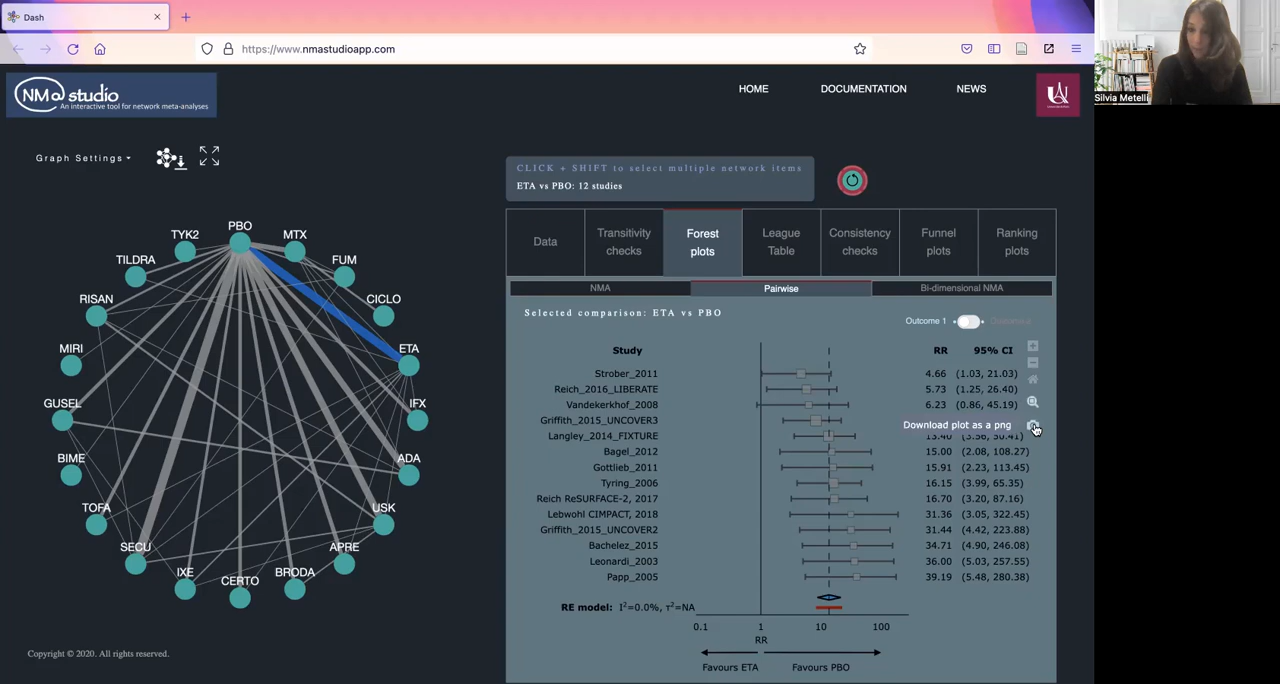 Dash
https://www.nmastudioapp.com
Silvia Metelli
NMA studio
An interactive tool for network meta-analyses
HOME
DOCUMENTATION
NEWS
Graph Settings
CLICK + SHIFT to select multiple network items
ETA vs PBO: 12 studies
Data
Transitivity checks
Forest plots
League Table
Consistency checks
Funnel plots
Ranking plots
NMA
Pairwise
Bi-dimensional NMA
Selected comparison: ETA vs PBO
Outcome 1
PBO
MTX
FUM
CICLO
ETA
IFX
ADA
USK
APRE
BRODA
CERTO
IXE
SECU
TOFA
BIME
GUSEL
MIRI
RISAN
TILDRA
TYK2
Study RR 95% CI
Strober_2011 4.66 (1.03, 21.03)
Reich_2016_LIBERATE 5.73 (1.25, 26.40)
Vandekerkhof_2008 6.23 (0.86, 45.19)
Griffith_2015_UNCOVER3
Download plot as a png
Langley_2014_FIXTURE 13.40 (3.56, 50.41)
Bagel_2012 15.00 (2.08, 108.27)
Gottlieb_2011 15.91 (2.23, 113.45)
Tyring_2006 16.15 (3.99, 65.35)
Reich ReSURFACE-2, 2017 16.70 (3.20, 87.16)
Lebwohl CIMPACT, 2018 31.36 (3.05, 322.45)
Griffith_2015_UNCOVER2 31.44 (4.42, 223.88)
Bachelez_2015 34.71 (4.90, 246.08)
Leonardi_2003 36.00 (5.03, 257.55)
Papp_2005 39.19 (5.48, 280.38)
RE model: I²=0.0%, τ²=NA
0.1 1 10 100
RR
Favours ETA Favours PBO
Copyright © 2020. All rights reserved.